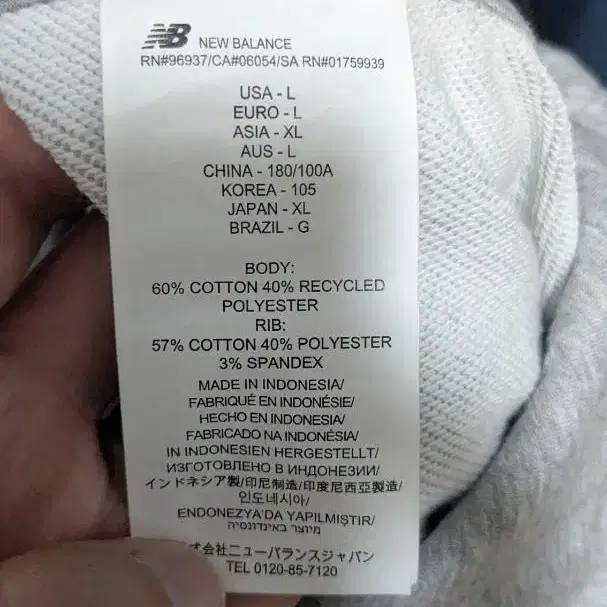 NB NEW BALANCE
RN#96937/CA#06054/SA RN#01759939
USA - L
EURO - L
ASIA - XL
AUS - L
CHINA - 180/100A
KOREA - 105
JAPAN - XL
BRAZIL - G
BODY:
60% COTTON 40% RECYCLED
POLYESTER
RIB:
57% COTTON 40% POLYESTER
3% SPANDEX
MADE IN INDONESIA/
FABRIQUÉ EN INDONÉSIE/
HECHO EN INDONESIA/
FABRICADO NA INDONÉSIA/
IN INDONESIEN HERGESTELLT/
ИЗГОТОВЛЕНО В ИНДОНЕЗИИ/
インドネシア製/印尼制造/印度尼西亞製造/
인도네시아/
ENDONEZYA'DA YAPILMIŞTIR/
מיוצר באינדונסיה
株式会社ニューバランスジャパン
TEL 0120-85-7120